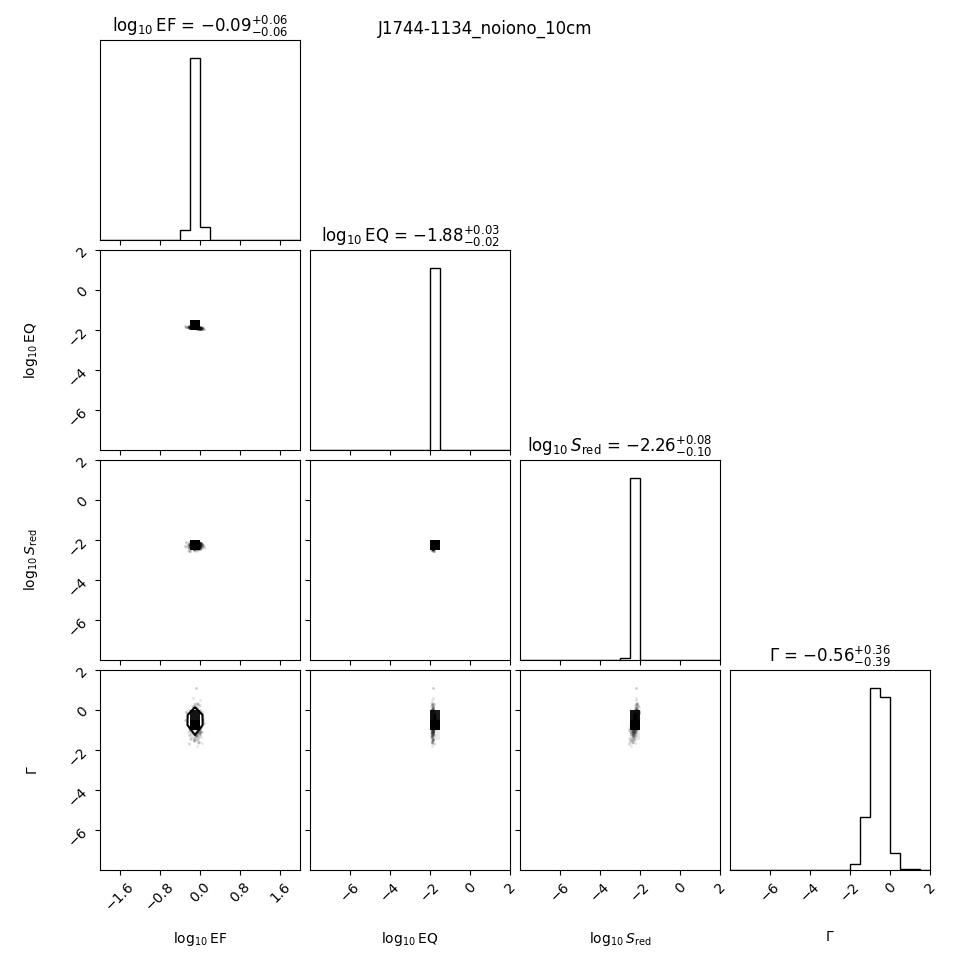 log₁₀ EF = −0.09+0.06−0.06
J1744-1134_noiono_10cm
log₁₀ EQ = −1.88+0.03−0.02
2
0
−2
−4
−6
log₁₀ EQ
log₁₀ Sred = −2.26+0.08−0.10
2
0
−2
−4
−6
log₁₀ Sred
Γ = −0.56+0.36−0.39
2
0
−2
−4
−6
Γ
−1.6 −0.8 0.0 0.8 1.6 −6 −4 −2 0 2 −6 −4 −2 0 2 −6 −4 −2 0 2
log₁₀ EF log₁₀ EQ log₁₀ Sred Γ